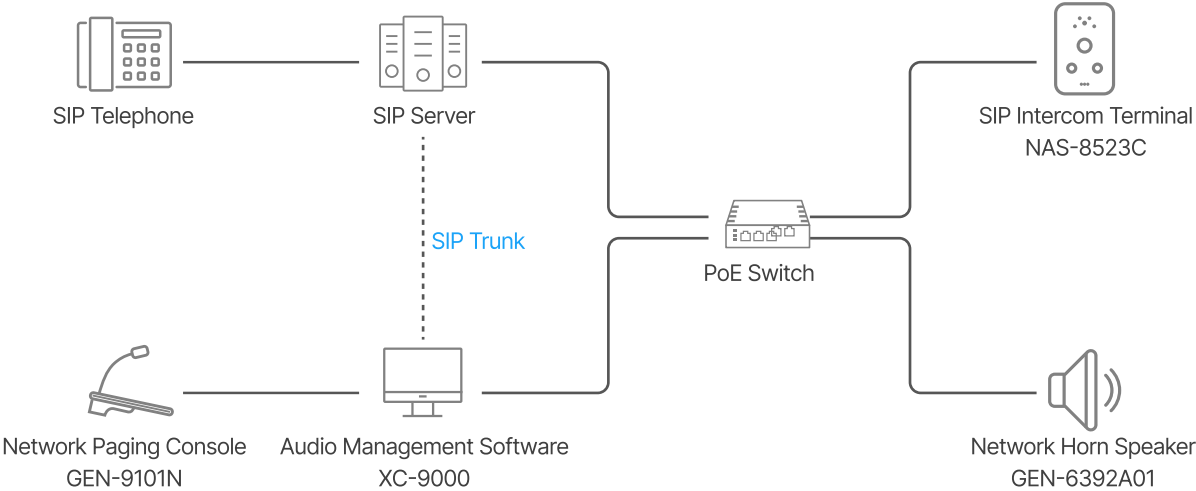 SIP Telephone
SIP Server
SIP Intercom Terminal
NAS-8523C
SIP Trunk
PoE Switch
Network Paging Console
GEN-9101N
Audio Management Software
XC-9000
Network Horn Speaker
GEN-6392A01